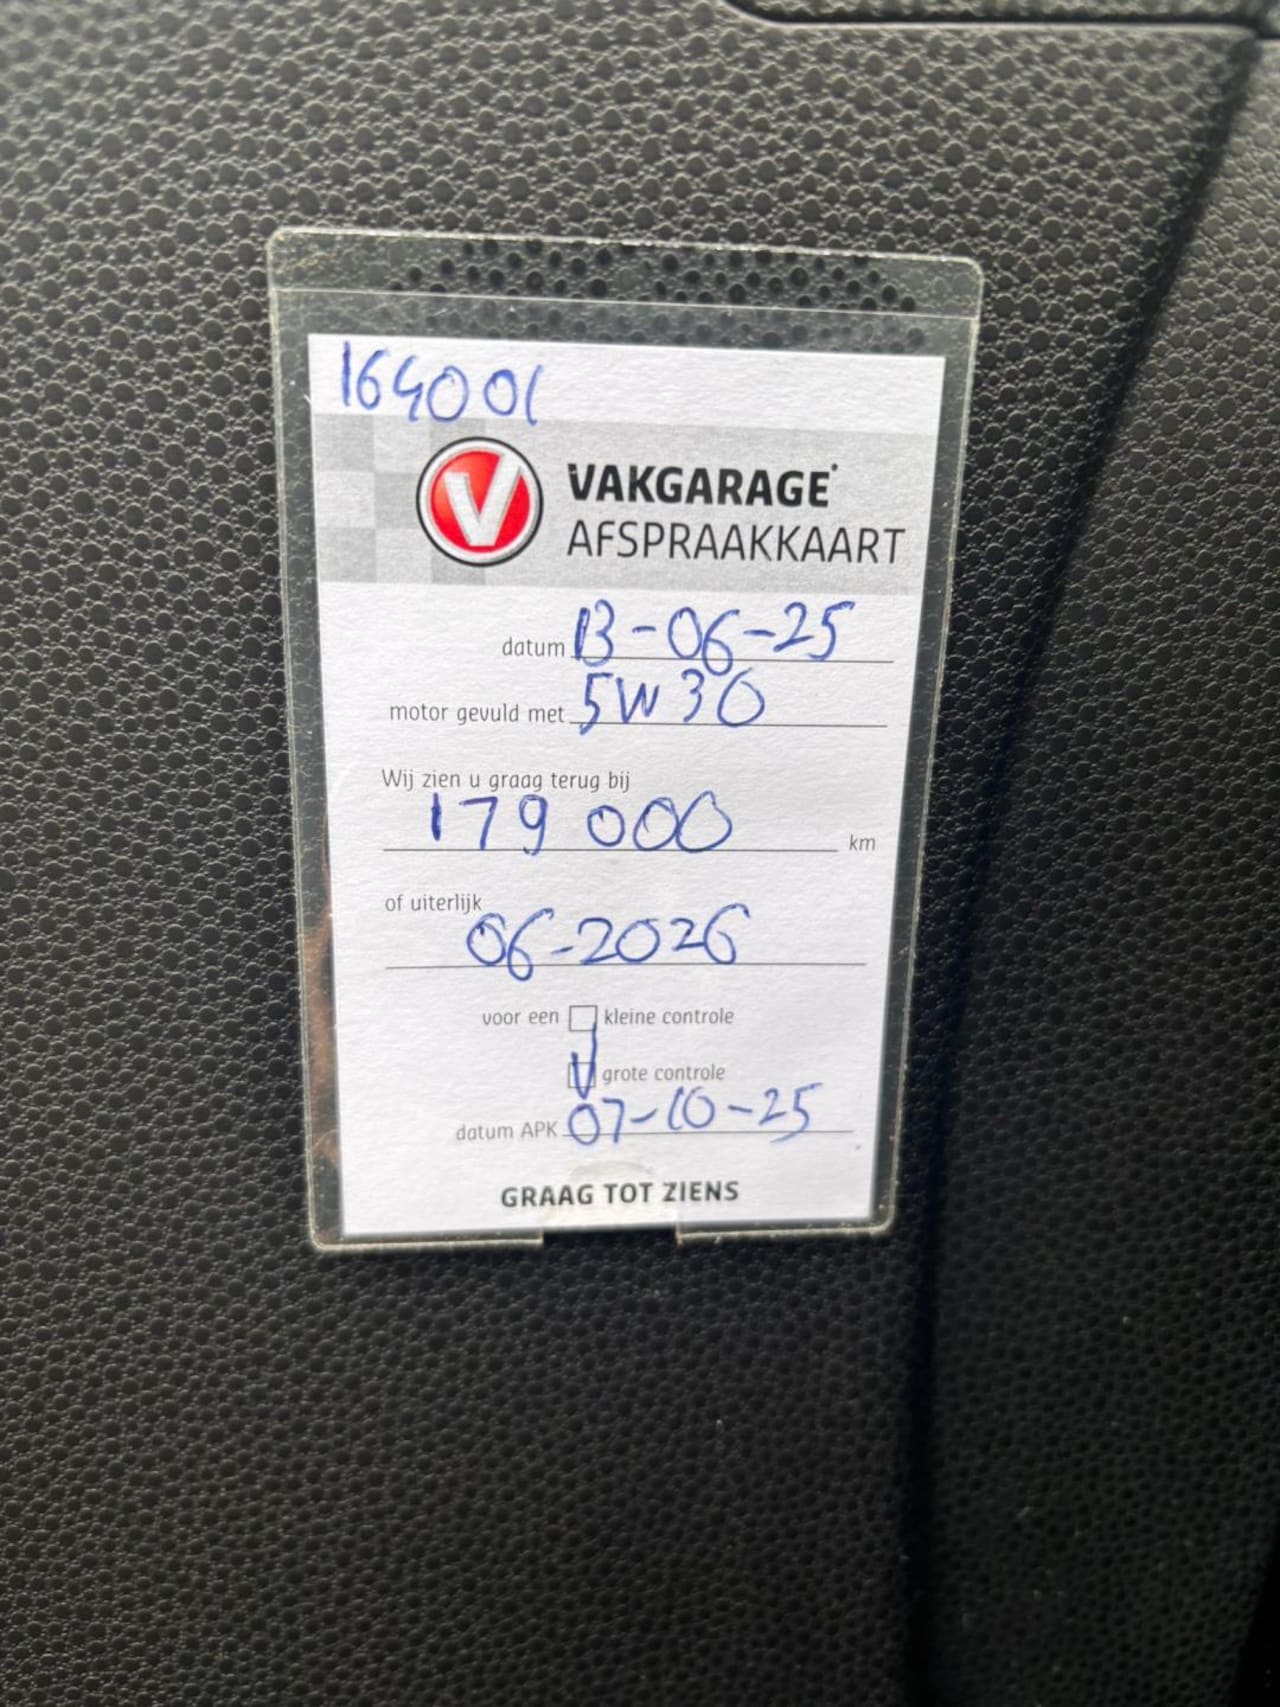 164001
VAKGARAGE
AFSPRAAKKAART
datum 13-06-25
motor gevuld met 5W30
Wij zien u graag terug bij
179 000 km
of uiterlijk
06-2026
voor een kleine controle
grote controle
datum APK 07-10-25
GRAAG TOT ZIENS